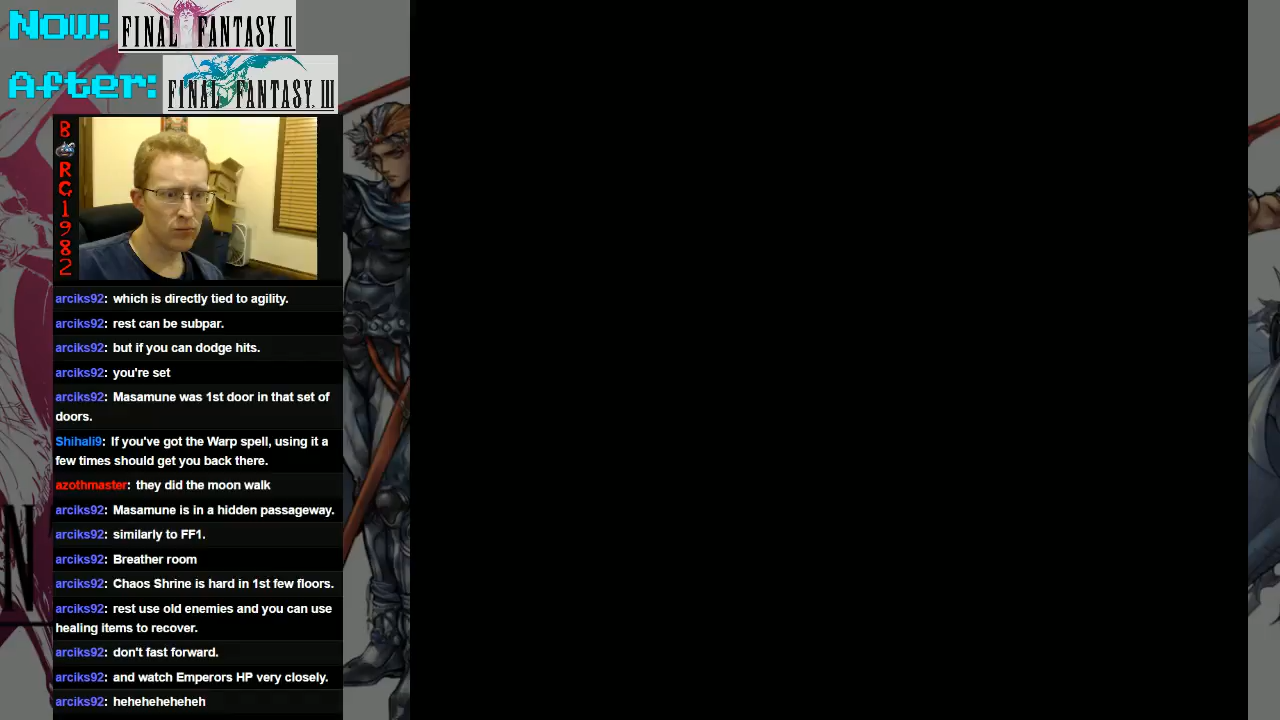 Now: FINAL FANTASY II
After: FINAL FANTASY III
B RG1982
arciks92: which is directly tied to agility.
arciks92: rest can be subpar.
arciks92: but if you can dodge hits.
arciks92: you're set
arciks92: Masamune was 1st door in that set of
doors.
Shihali9: If you've got the Warp spell, using it a
few times should get you back there.
azothmaster: they did the moon walk
arciks92: Masamune is in a hidden passageway.
arciks92: similarly to FF1.
arciks92: Breather room
arciks92: Chaos Shrine is hard in 1st few floors.
arciks92: rest use old enemies and you can use
healing items to recover.
arciks92: don't fast forward.
arciks92: and watch Emperors HP very closely.
arciks92: heheheheheheh